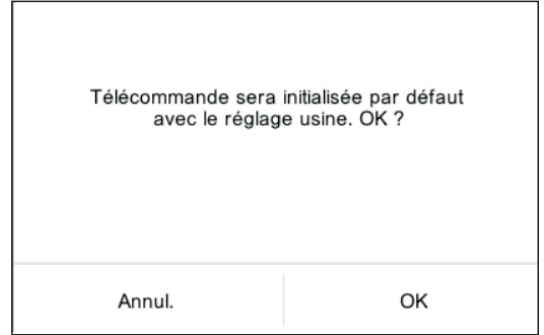 Télécommande sera initialisée par défaut
avec le réglage usine. OK ?
Annul.
OK